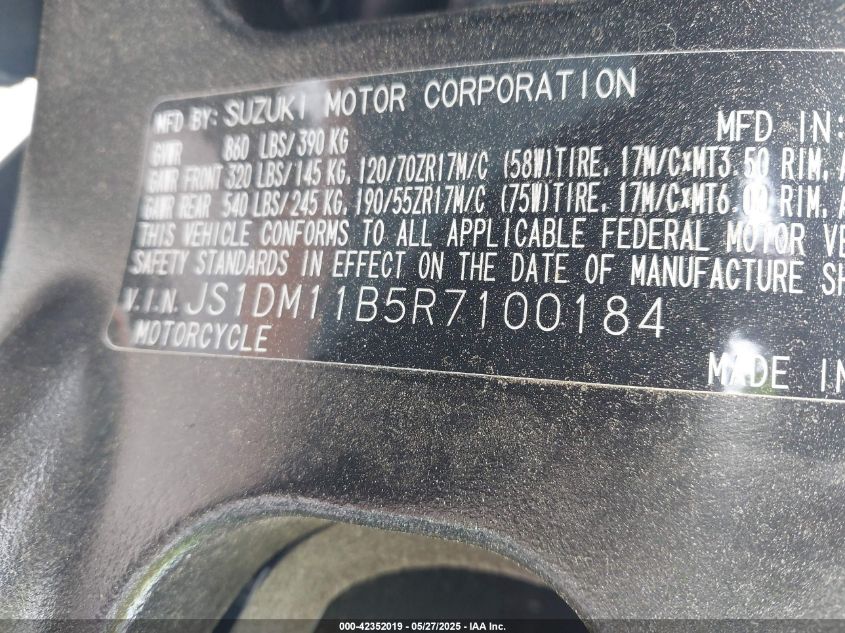 MFD BY: SUZUKI MOTOR CORPORATION MFD IN:
GVWR 860 LBS/390 KG
GAWR FRONT 320 LBS/145 KG, 120/70ZR17M/C (58W)TIRE, 17M/CxMT3.50 RIM, A
GAWR REAR 540 LBS/245 KG, 190/55ZR17M/C (75W)TIRE, 17M/CxMT6.00 RIM, A
THIS VEHICLE CONFORMS TO ALL APPLICABLE FEDERAL MOTOR VE
SAFETY STANDARDS IN EFFECT ON THE DATE OF MANUFACTURE SH
V.I.N. JS1DM11B5R7100184
MOTORCYCLE
MADE IN
000-42352019 - 05/27/2025 - IAA Inc.